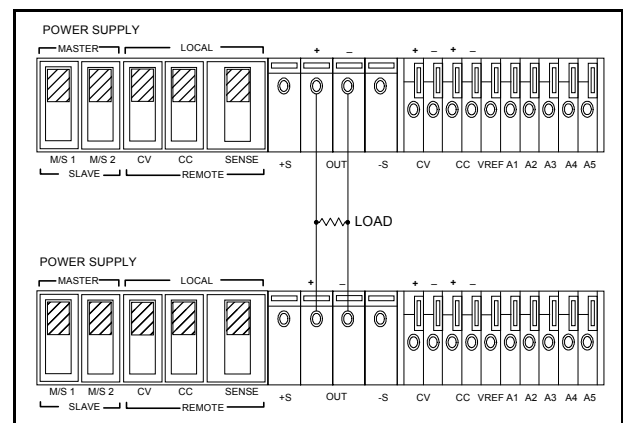 POWER SUPPLY
MASTER LOCAL
+ – + – + –
M/S 1 M/S 2 CV CC SENSE +S OUT -S CV CC VREF A1 A2 A3 A4 A5
SLAVE REMOTE
LOAD
POWER SUPPLY
MASTER LOCAL
+ – + – + –
M/S 1 M/S 2 CV CC SENSE +S OUT -S CV CC VREF A1 A2 A3 A4 A5
SLAVE REMOTE